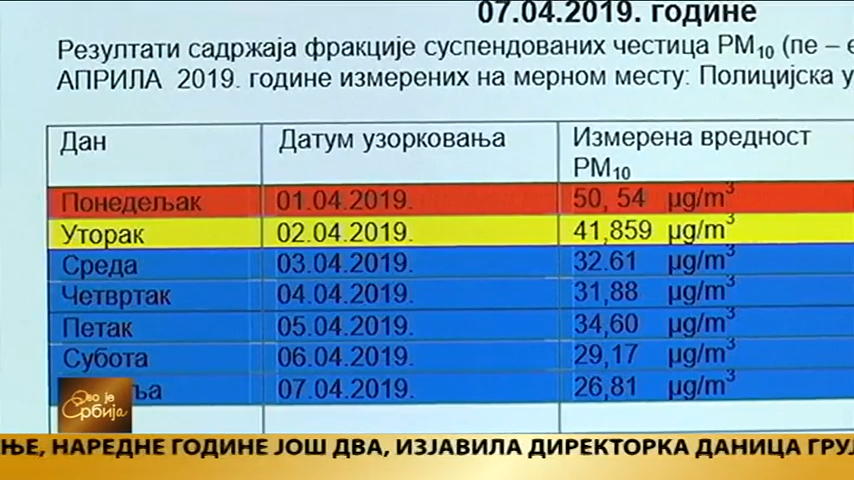 07.04.2019. године
Резултати садржаја фракције суспендованих честица PM₁₀ (пе –
АПРИЛА 2019. године измерених на мерном месту: Полицијска у
Дан Датум узорковања Измерена вредност
PM₁₀
Понедељак 01.04.2019. 50, 54 µg/m³
Уторак 02.04.2019. 41,859 µg/m³
Среда 03.04.2019. 32.61 µg/m³
Четвртак 04.04.2019. 31,88 µg/m³
Петак 05.04.2019. 34,60 µg/m³
Субота 06.04.2019. 29,17 µg/m³
ља 07.04.2019. 26,81 µg/m³
Ово је
Србија
ЊЕ, НАРЕДНЕ ГОДИНЕ ЈОШ ДВА, ИЗЈАВИЛА ДИРЕКТОРКА ДАНИЦА ГРУЈ